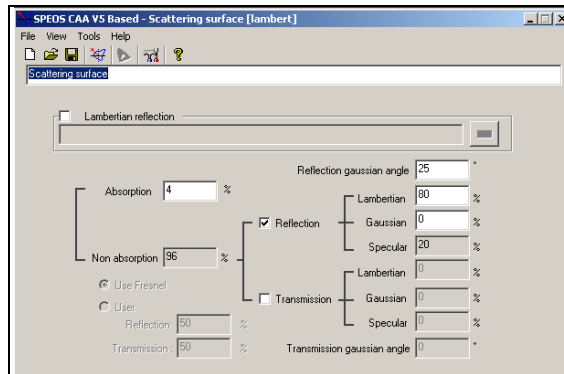 SPEOS CAA V5 Based - Scattering surface [lambert]
File View Tools Help
Scattering surface
Lambertian reflection
Reflection gaussian angle 25 °
Absorption 4 %
Lambertian 80 %
Reflection Gaussian 0 %
Non absorption 96 % Specular 20 %
Use Fresnel Lambertian 0 %
User Transmission Gaussian 0 %
Reflection 50 % Specular 0 %
Transmission : 50 % Transmission gaussian angle 0 °